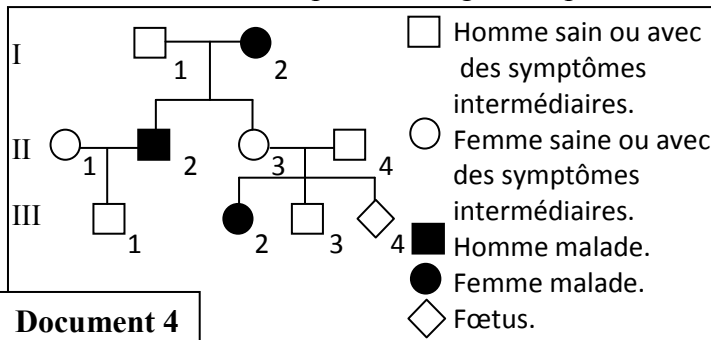 I
1
2
II
1
2
3
4
III
1
2
3
4
Homme sain ou avec
des symptômes
intermédiaires.
Femme saine ou avec
des symptômes
intermédiaires.
Homme malade.
Femme malade.
Fœtus.
Document 4